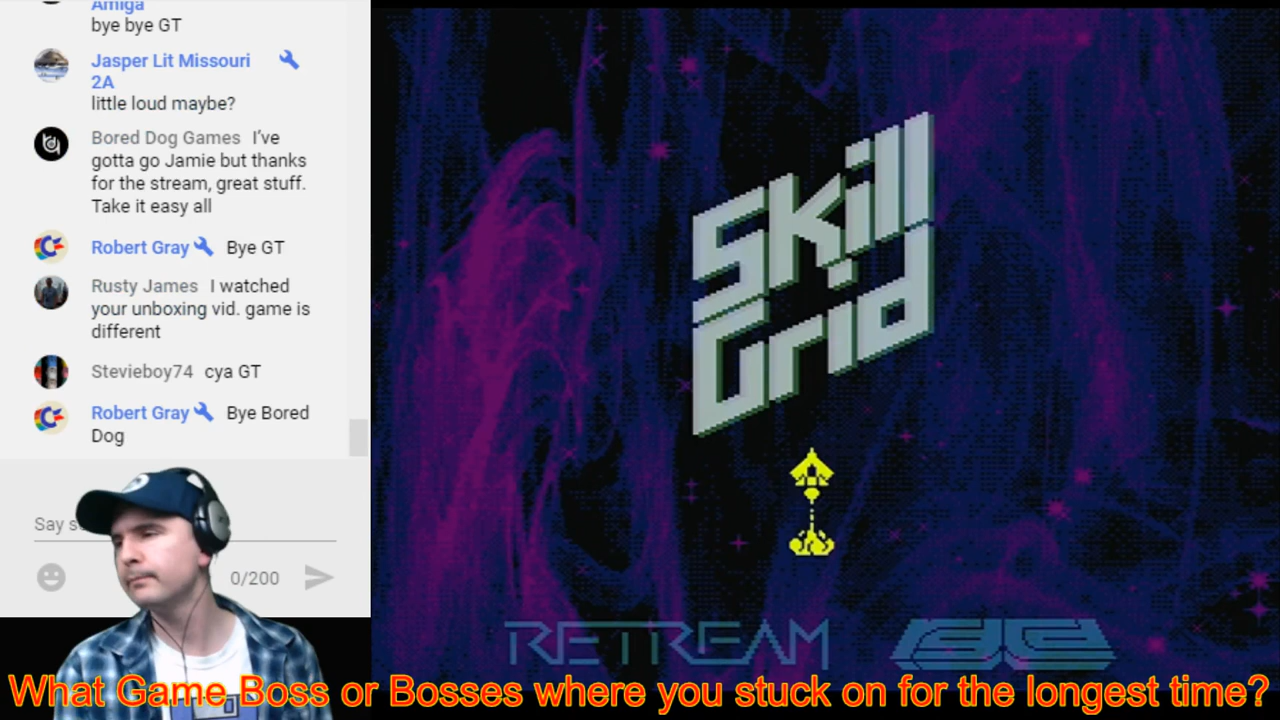 Amiga
bye bye GT
Jasper Lit Missouri
2A
little loud maybe?
Bored Dog Games I've
gotta go Jamie but thanks
for the stream, great stuff.
Take it easy all
Robert Gray Bye GT
Rusty James I watched
your unboxing vid. game is
different
Stevieboy74 cya GT
Robert Gray Bye Bored
Dog
Say
0/200
Skill
Grid
RETREAM
What Game Boss or Bosses where you stuck on for the longest time?